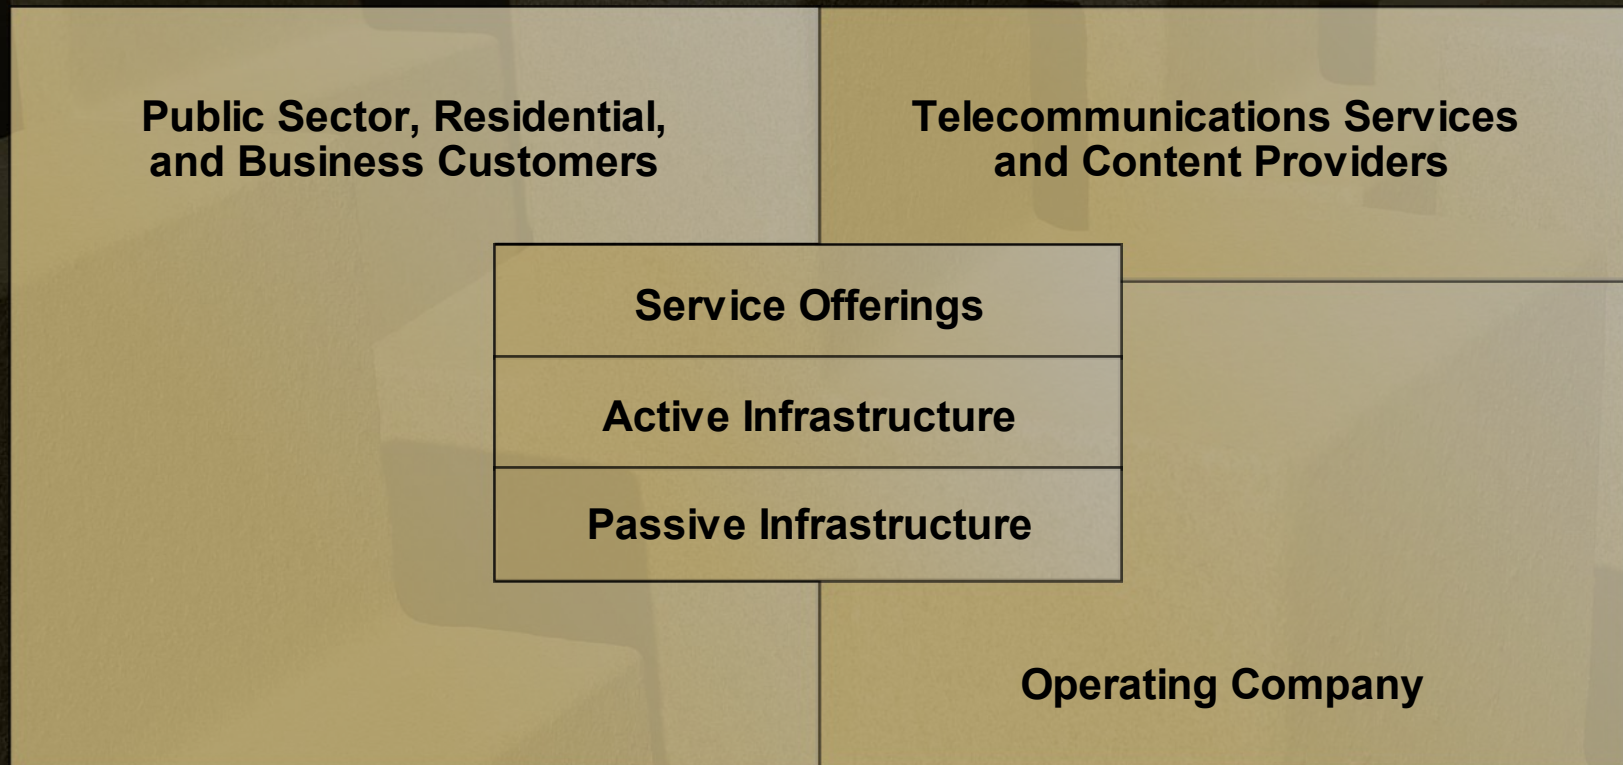 Public Sector, Residential,
and Business Customers
Telecommunications Services
and Content Providers
Service Offerings
Active Infrastructure
Passive Infrastructure
Operating Company